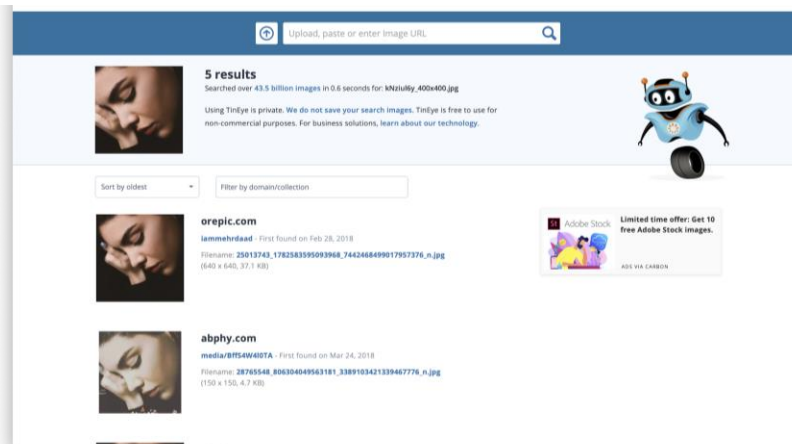 Upload, paste or enter Image URL
5 results
Searched over 43.5 billion images in 0.6 seconds for: kNziul6y_400x400.jpg
Using TinEye is private. We do not save your search images. TinEye is free to use for
non-commercial purposes. For business solutions, learn about our technology.
Sort by oldest
Filter by domain/collection
orepic.com
iammehrdaad - First found on Feb 28, 2018
Filename: 25013743_1782583595093968_7442468499017957376_n.jpg
(640 x 640, 37.1 KB)
St Adobe Stock
Limited time offer: Get 10
free Adobe Stock images.
ADS VIA CARBON
abphy.com
media/BffS4W4l0TA - First found on Mar 24, 2018
Filename: 28765548_806304049563181_3389103421339467776_n.jpg
(150 x 150, 4.7 KB)